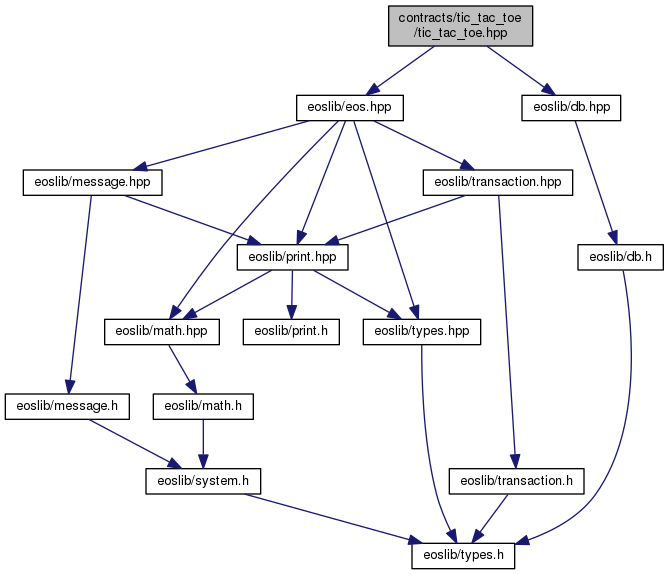 contracts/tic_tac_toe
/tic_tac_toe.hpp
eoslib/eos.hpp
eoslib/db.hpp
eoslib/message.hpp
eoslib/transaction.hpp
eoslib/print.hpp
eoslib/db.h
eoslib/math.hpp
eoslib/print.h
eoslib/types.hpp
eoslib/message.h
eoslib/math.h
eoslib/system.h
eoslib/transaction.h
eoslib/types.h